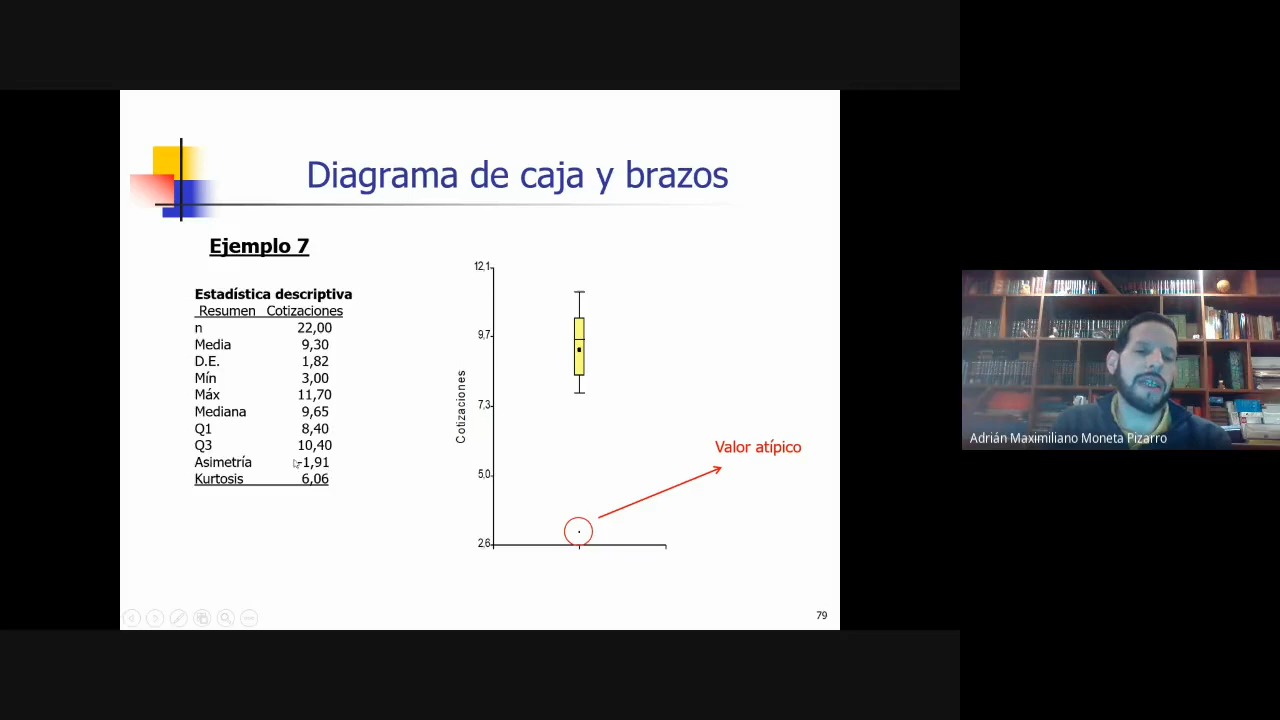 Diagrama de caja y brazos
Ejemplo 7
Estadística descriptiva
Resumen Cotizaciones
n 22,00
Media 9,30
D.E. 1,82
Mín 3,00
Máx 11,70
Mediana 9,65
Q1 8,40
Q3 10,40
Asimetría -1,91
Kurtosis 6,06
12,1
9,7
7,3
5,0
2,6
Cotizaciones
Valor atípico
79
Adrián Maximiliano Moneta Pizarro